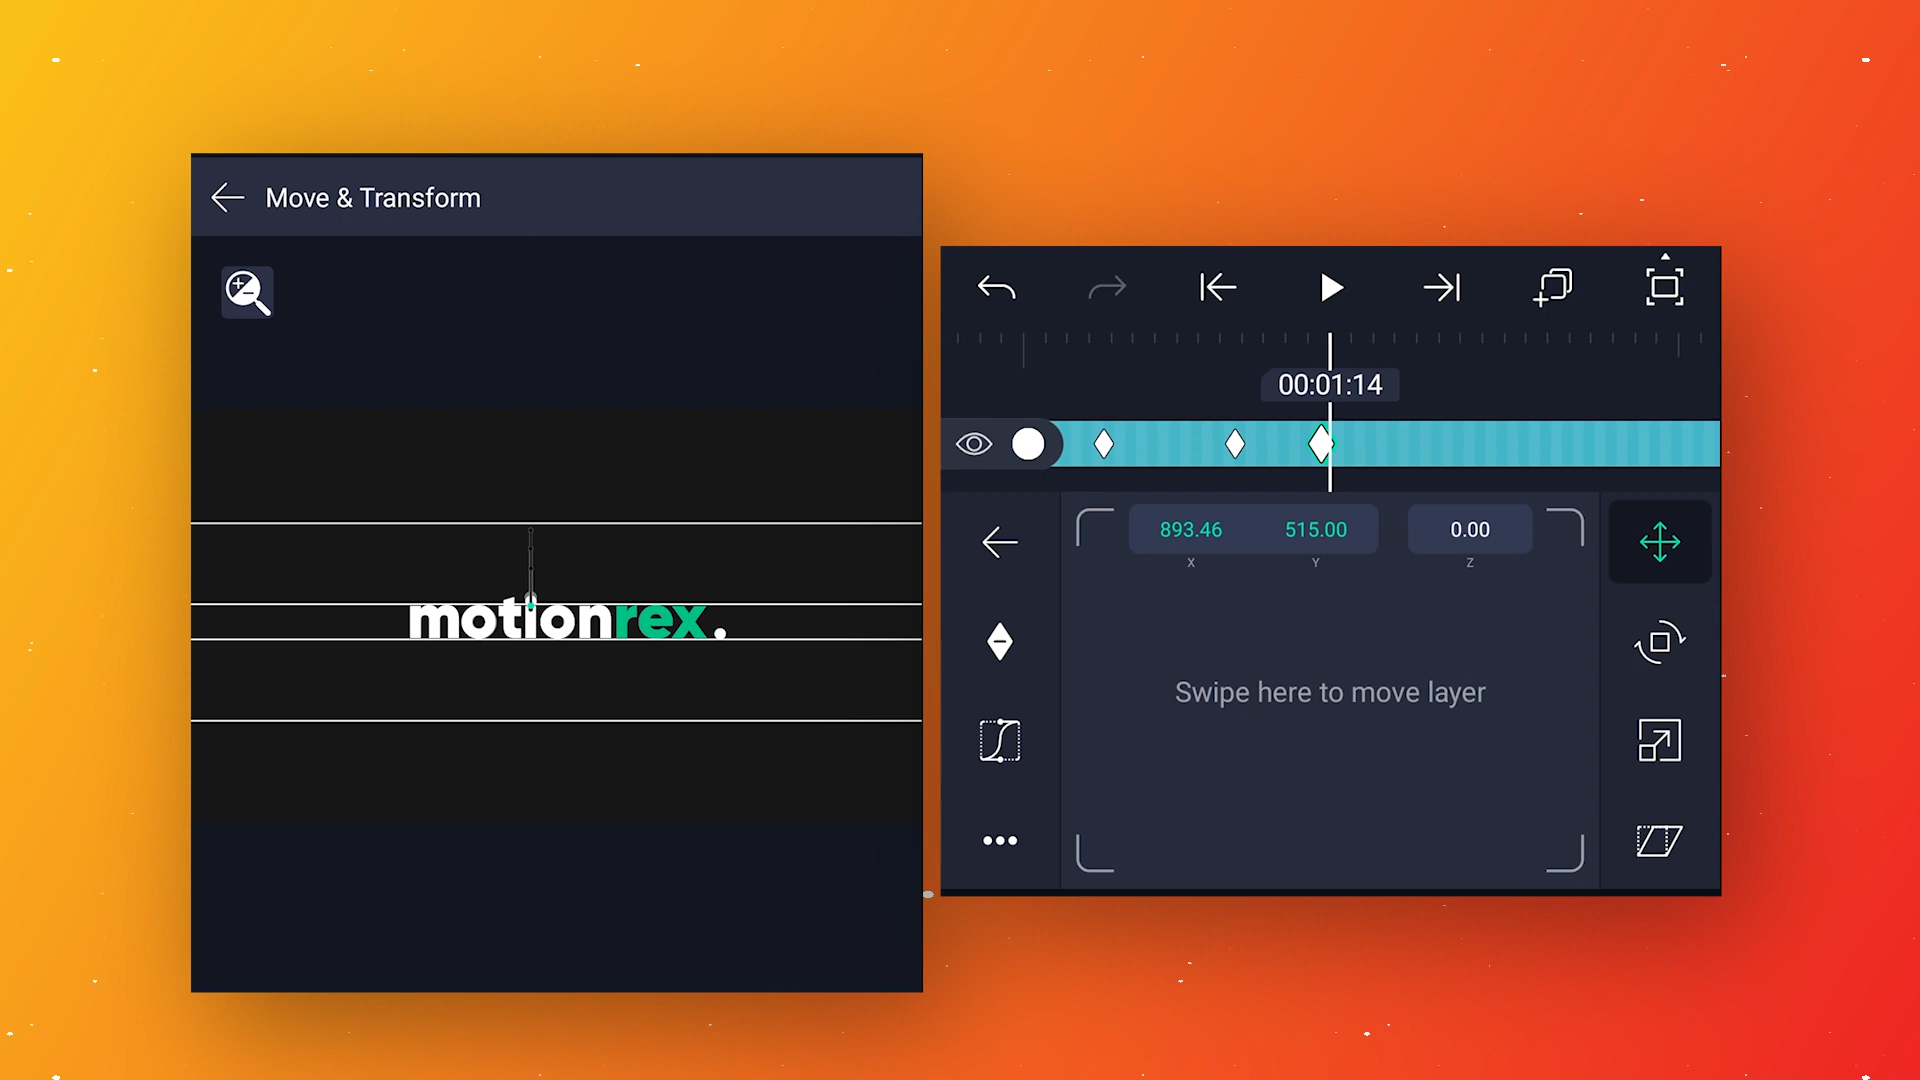 Move & Transform
motionrex.
00:01:14
893.46 515.00 0.00
X Y Z
Swipe here to move layer